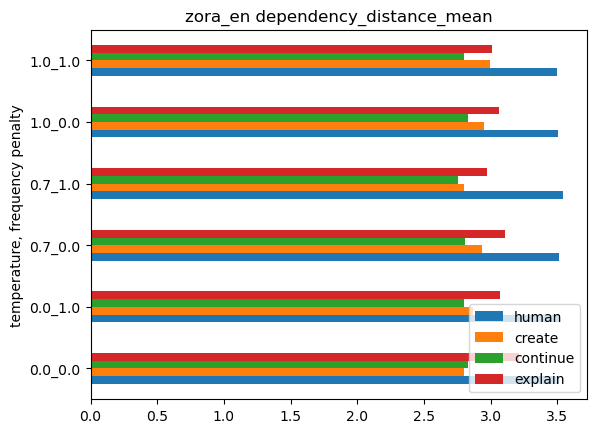 zora_en dependency_distance_mean
temperature, frequency penalty
1.0_1.0
1.0_0.0
0.7_1.0
0.7_0.0
0.0_1.0
0.0_0.0
human
create
continue
explain
0.0 0.5 1.0 1.5 2.0 2.5 3.0 3.5